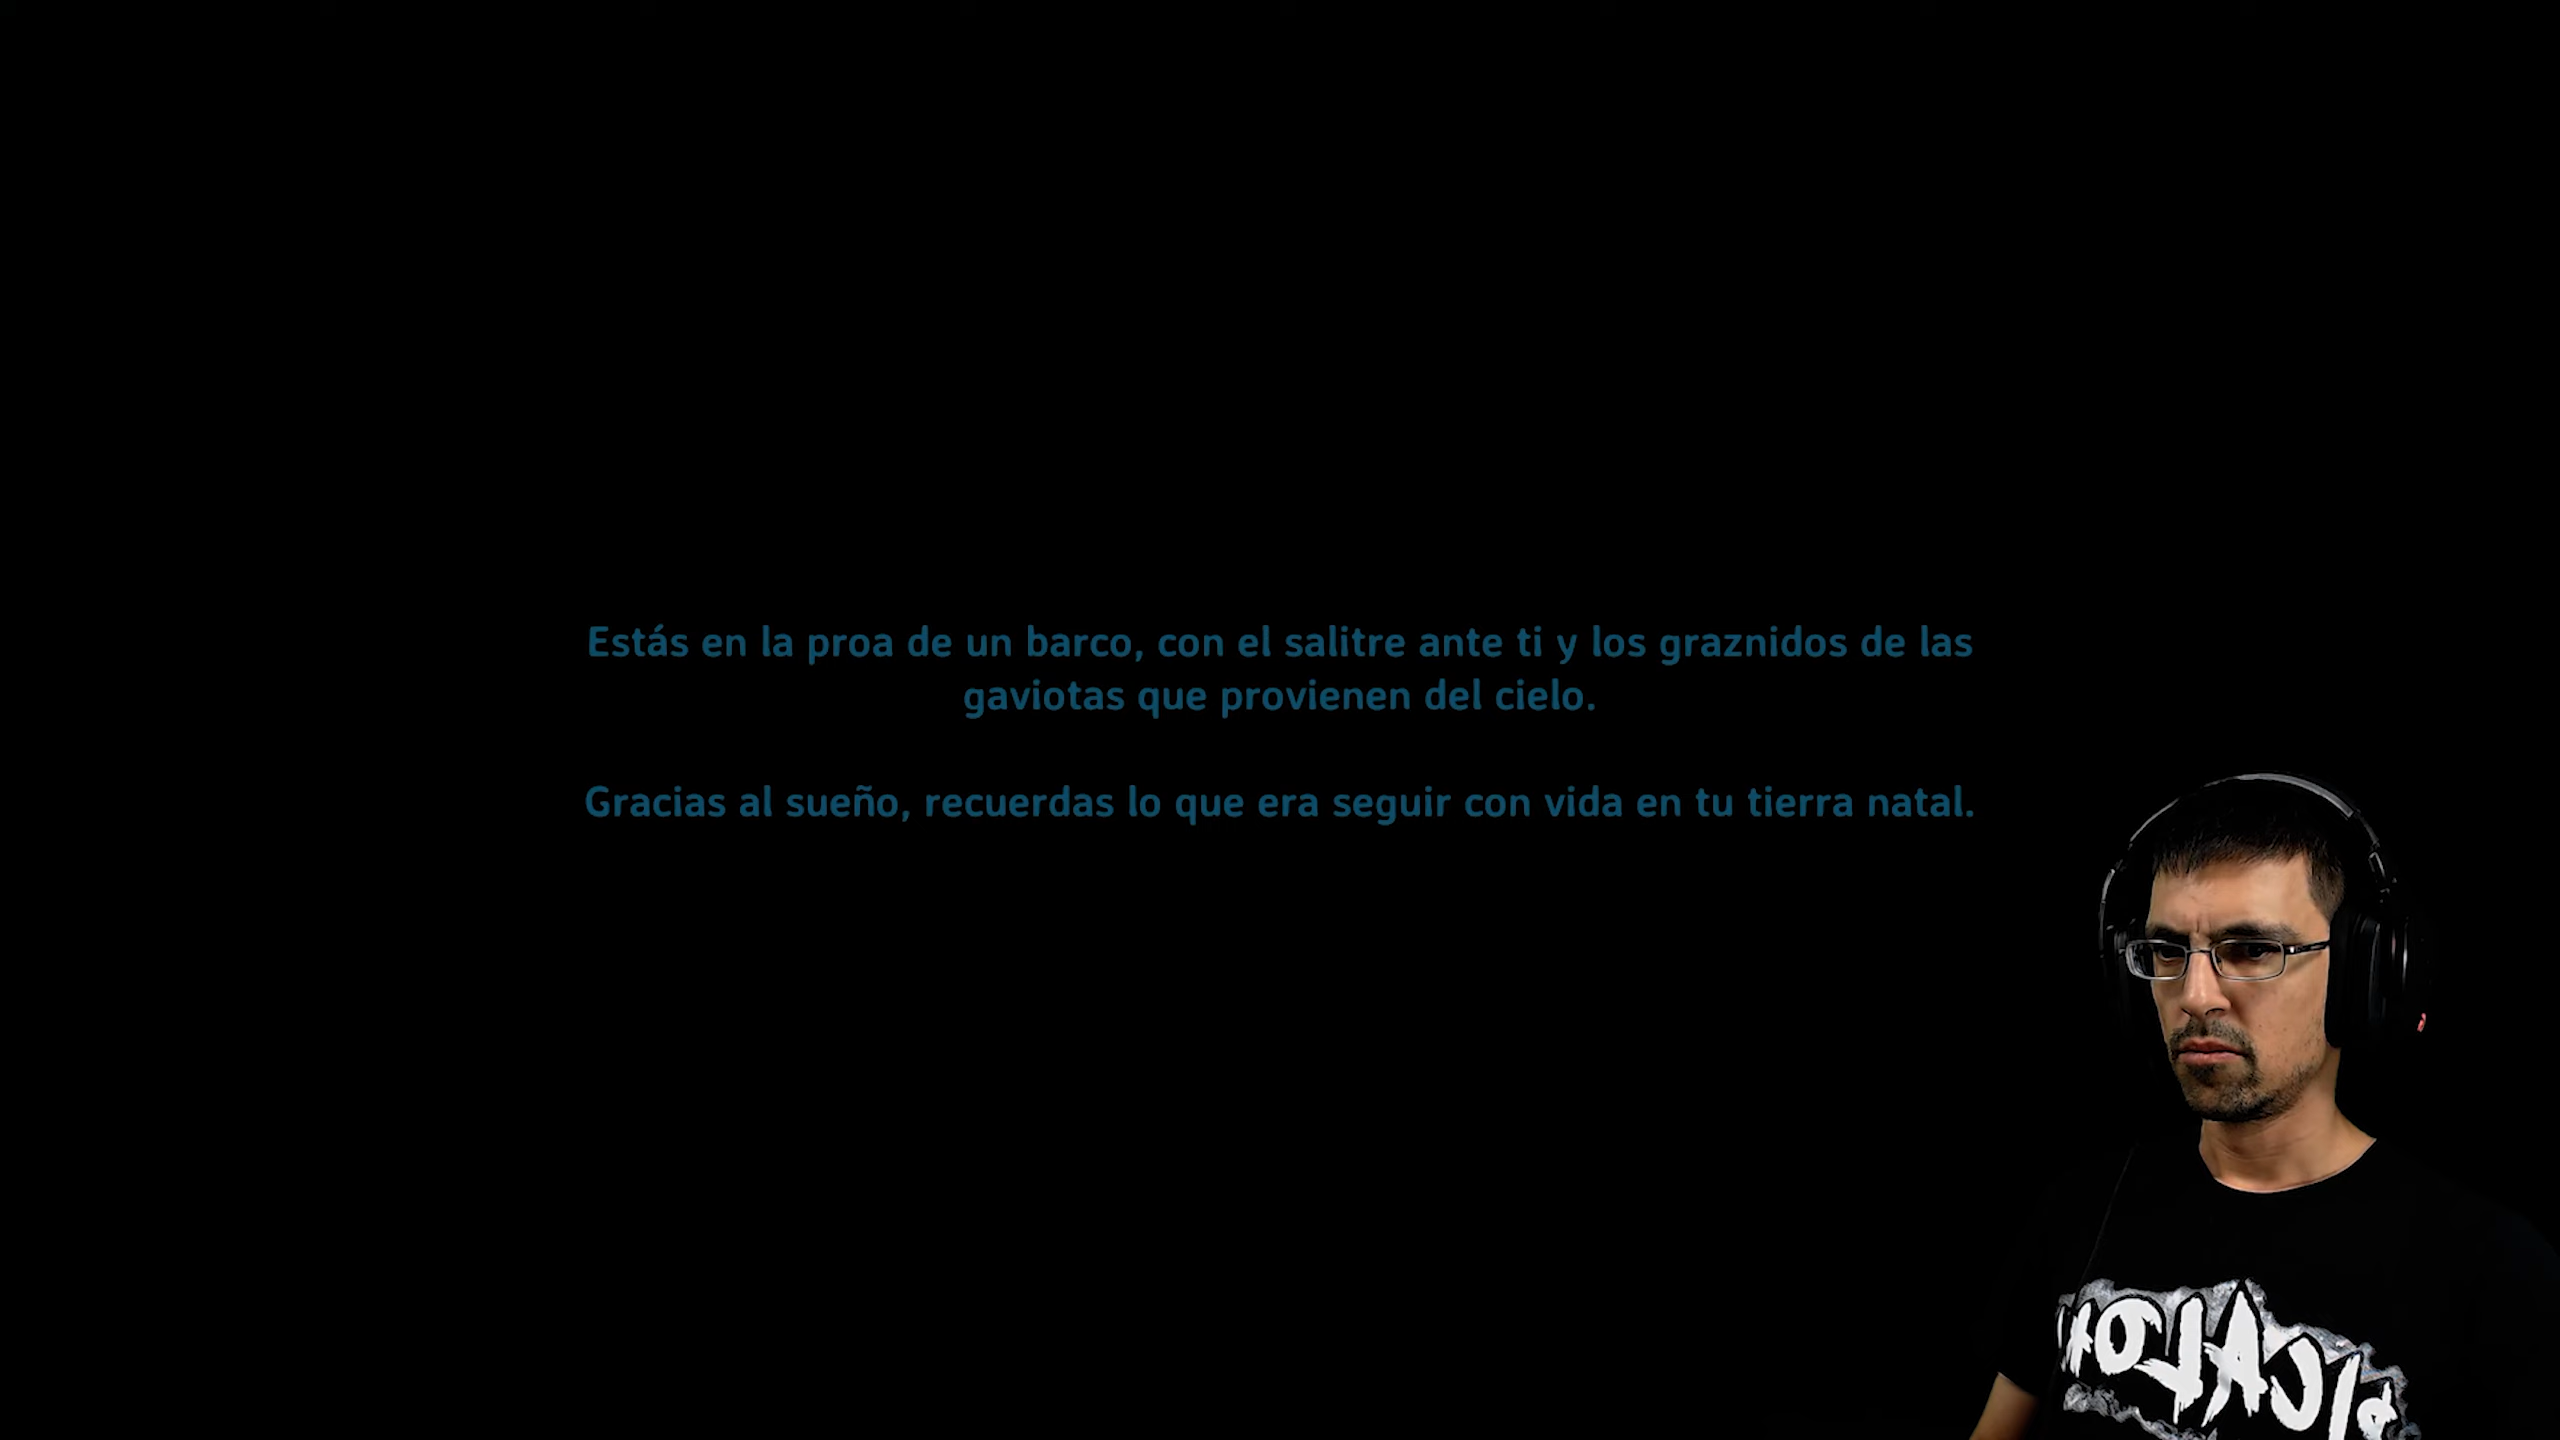 Estás en la proa de un barco, con el salitre ante ti y los graznidos de las
gaviotas que provienen del cielo.
Gracias al sueño, recuerdas lo que era seguir con vida en tu tierra natal.